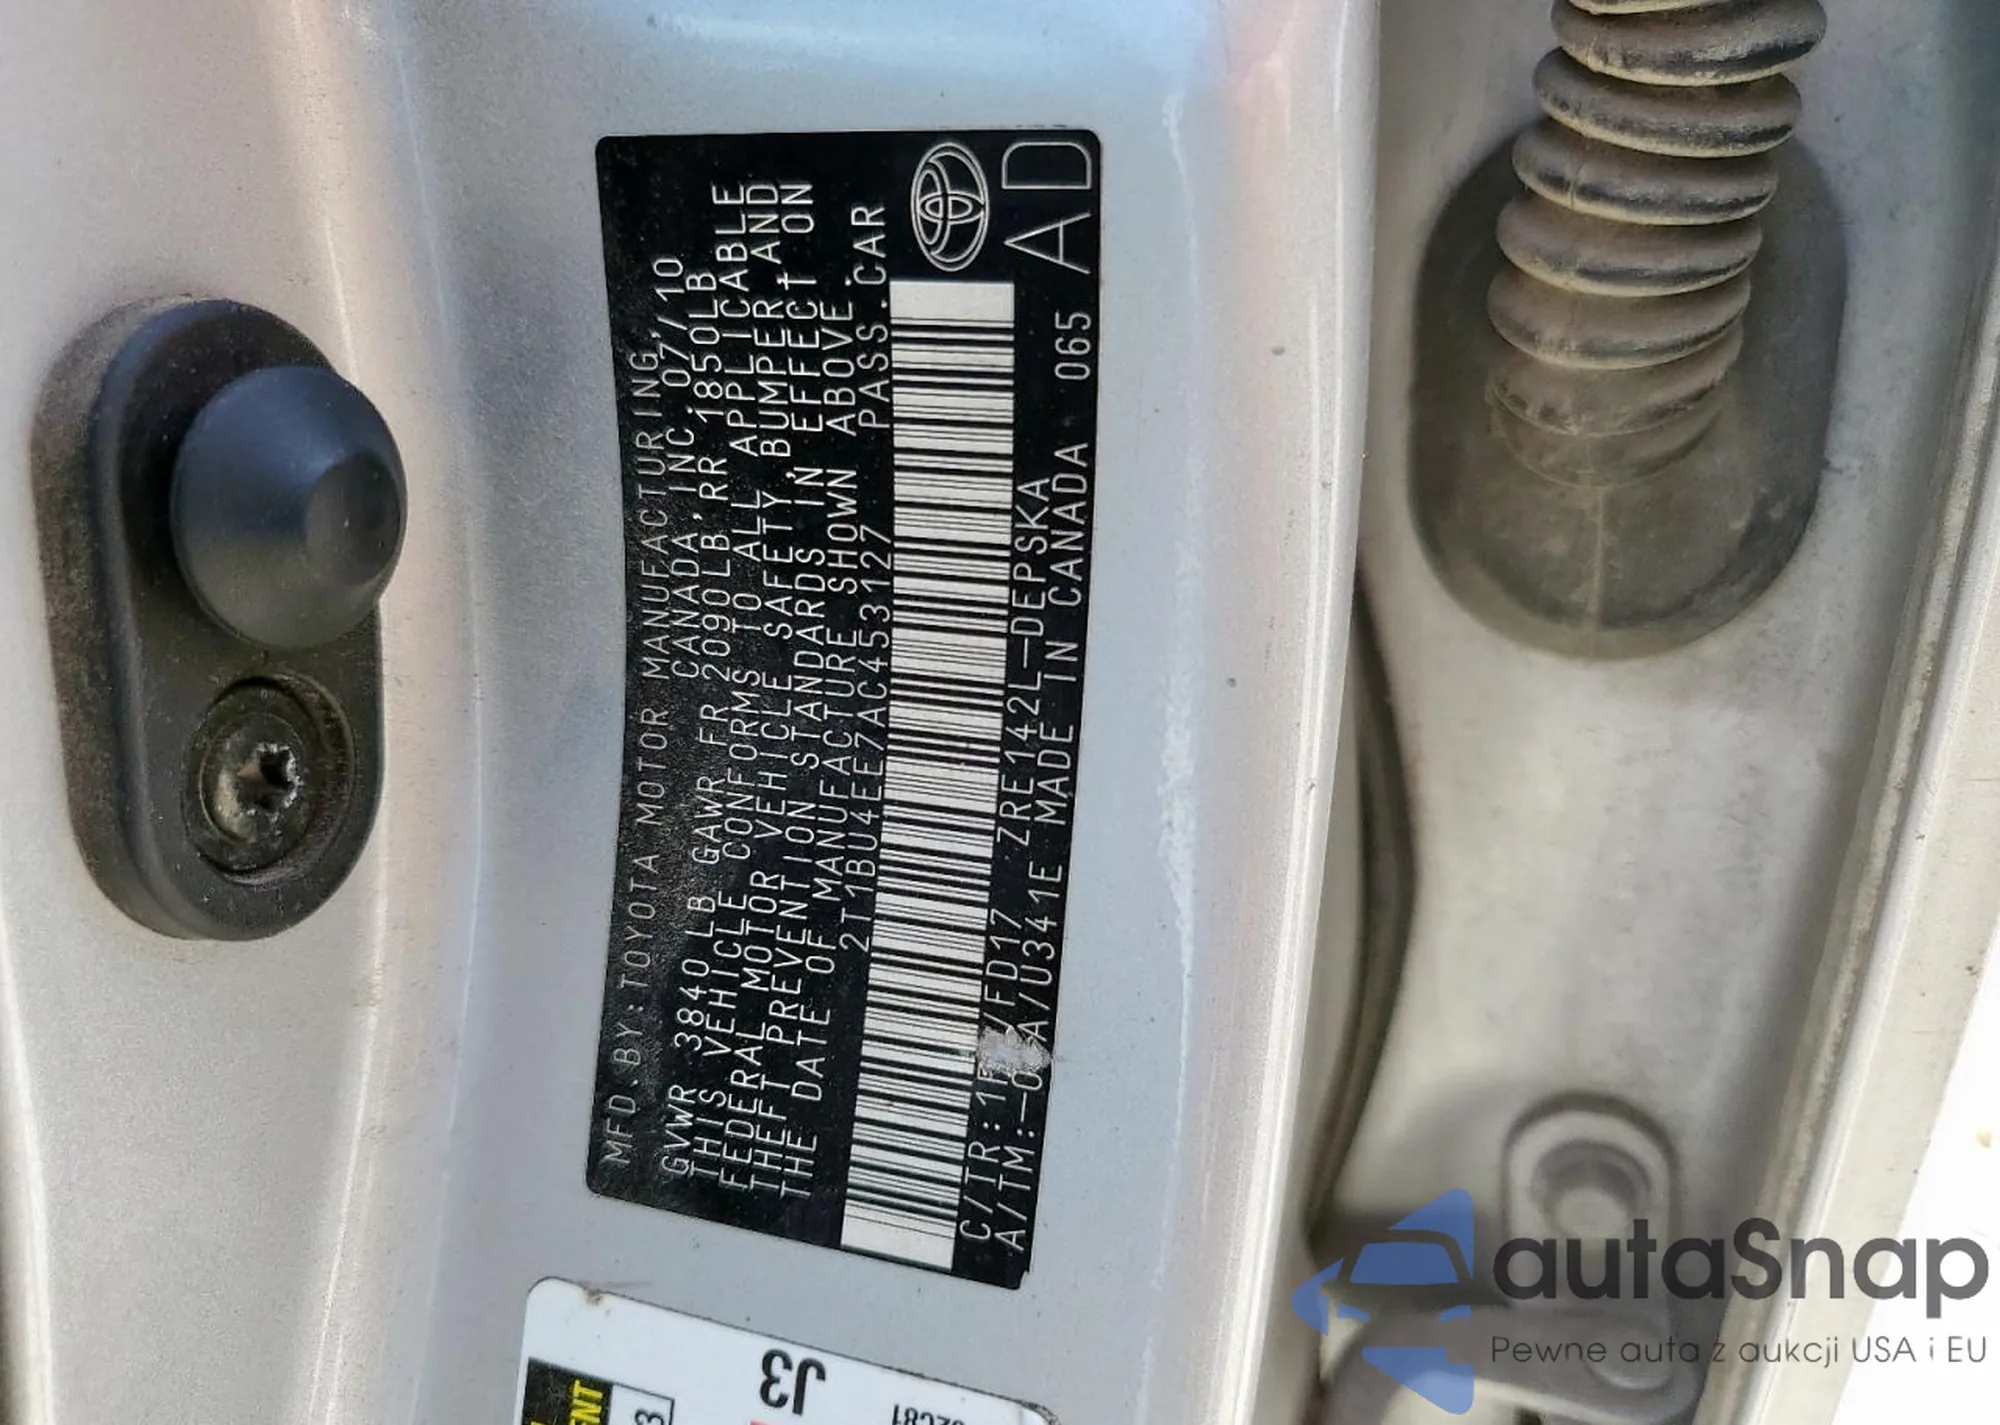 MFD.BY:TOYOTA MOTOR MANUFACTURING,
CANADA, INC. 07/10
GVWR 3840 LB GAWR FR 2090LB, RR 1850LB
THIS VEHICLE CONFORMS TO ALL APPLICABLE
FEDERAL MOTOR VEHICLE SAFETY, BUMPER, AND
THEFT PREVENTION STANDARDS IN EFFECT ON
THE DATE OF MANUFACTURE SHOWN ABOVE.
2T1BU4EE7AC453127 PASS.CAR
C/TR: /FD17 ZRE142L-DEPSKA 065
A/TM: A/U341E MADE IN CANADA
AD
J3
autaSnap
Pewne auta z aukcji USA i EU